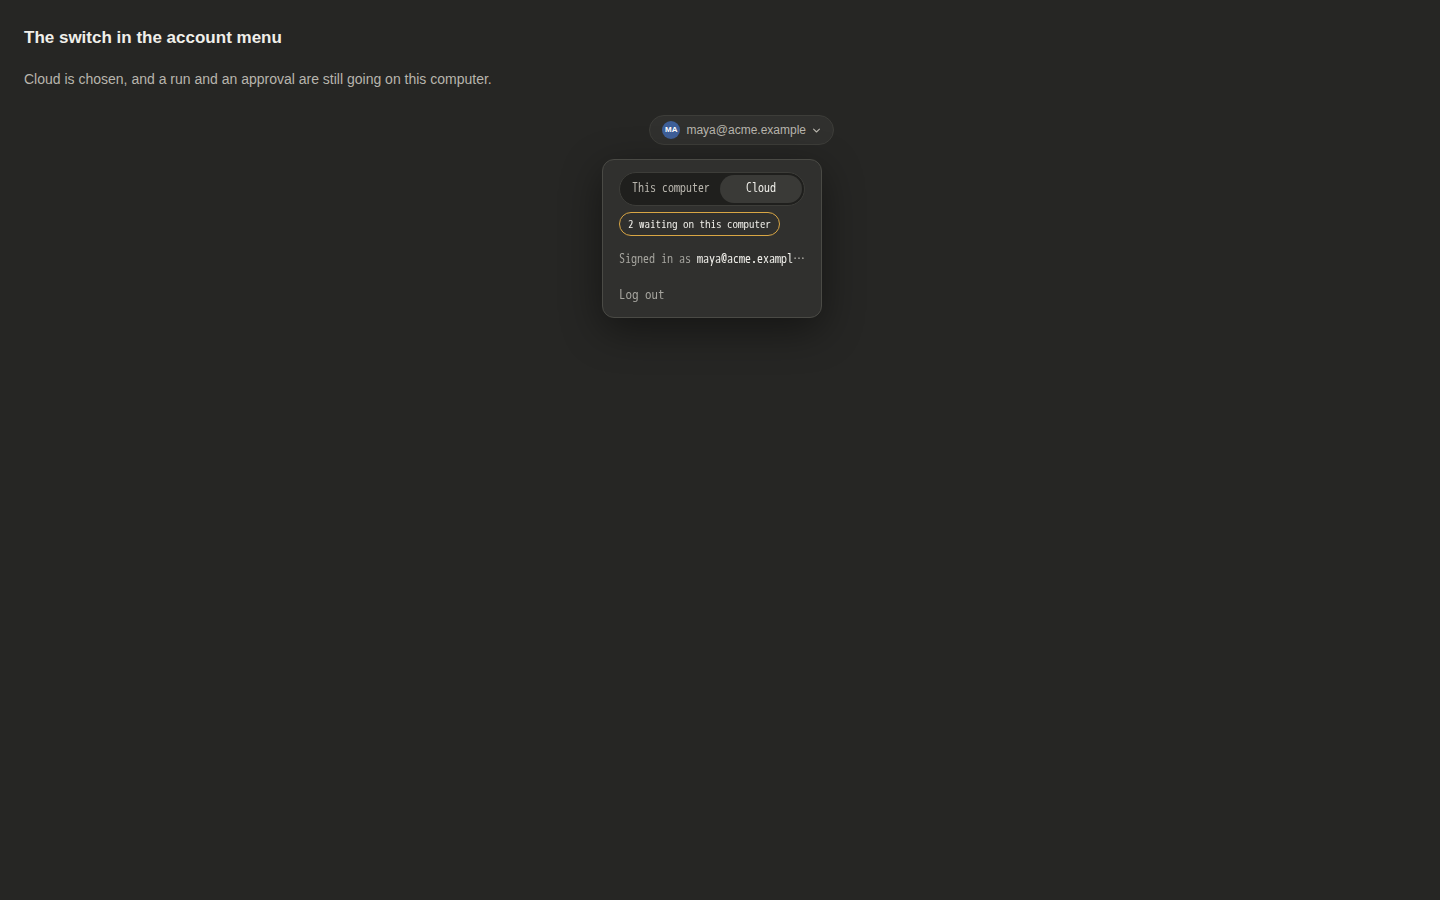 The switch in the account menu
Cloud is chosen, and a run and an approval are still going on this computer.
MA maya@acme.example
This computer Cloud
2 waiting on this computer
Signed in as maya@acme.exampl…
Log out